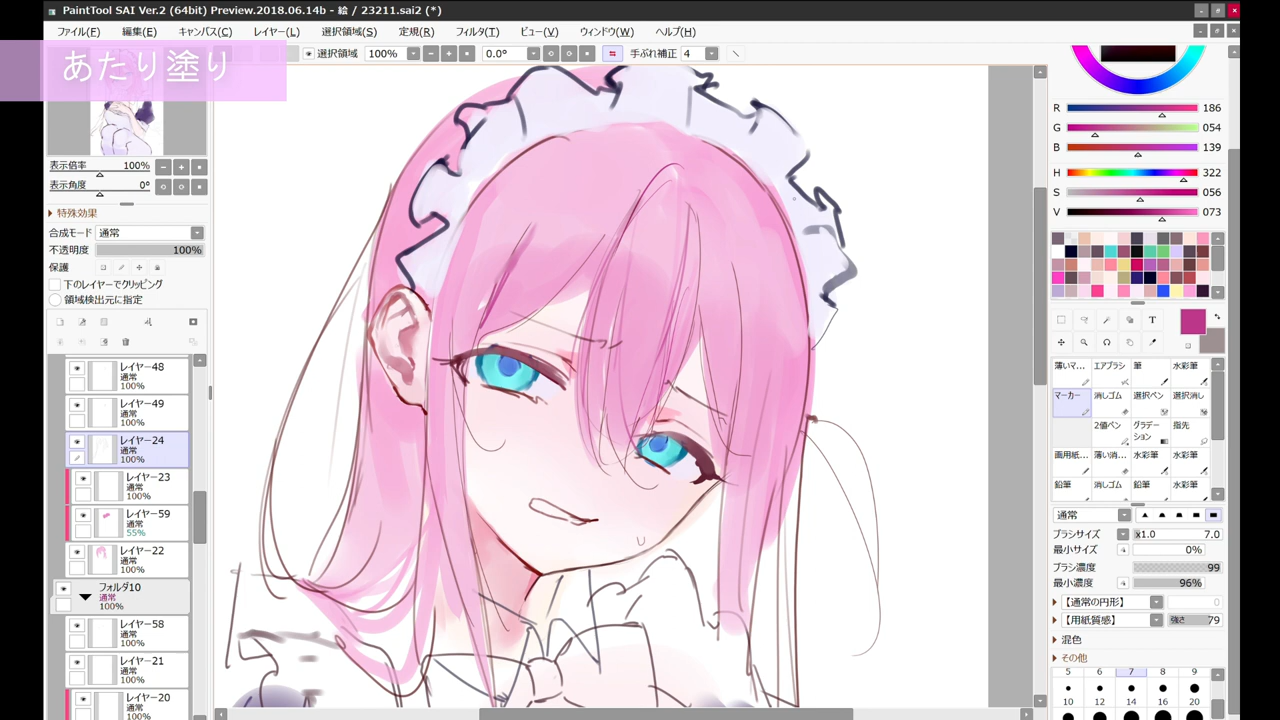 PaintTool SAI Ver.2 (64bit) Preview.2018.06.14b - 絵 / 23211.sai2 (*)
ファイル(F) 編集(E) キャンバス(C) レイヤー(L) 選択領域(S) 定規(R) フィルタ(T) ビュー(V) ウィンドウ(W) ヘルプ(H)
あたり塗り
選択領域 100% 0.0° 手ぶれ補正 4
表示倍率 100%
表示角度 0°
特殊効果
合成モード 通常
不透明度 100%
保護
下のレイヤーでクリッピング
領域検出元に指定
レイヤー48
通常
100%
レイヤー49
通常
100%
レイヤー24
通常
100%
レイヤー23
通常
100%
レイヤー59
通常
55%
レイヤー22
通常
100%
フォルダ10
通常
100%
レイヤー58
通常
100%
レイヤー21
通常
100%
レイヤー20
通常
100%
R 186
G 054
B 139
H 322
S 056
V 073
T
薄いマ... エアブラシ 筆 水彩筆
マーカー 消しゴム 選択ペン 選択消し
2値ペン グラデーション 指先
画用紙... 薄い消... 水彩筆 水彩筆
鉛筆 消しゴム 鉛筆 水彩筆
通常
ブラシサイズ x1.0 7.0
最小サイズ 0%
ブラシ濃度 99
最小濃度 96%
【通常の円形】 0
【用紙質感】 強さ 79
混色
その他
5 6 7 8 9
10 12 14 16 20